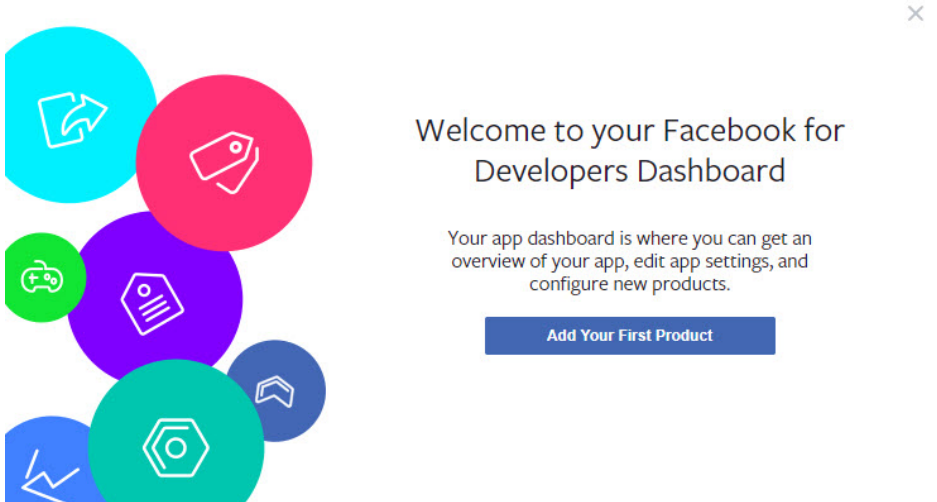 Welcome to your Facebook for
Developers Dashboard
Your app dashboard is where you can get an
overview of your app, edit app settings, and
configure new products.
Add Your First Product